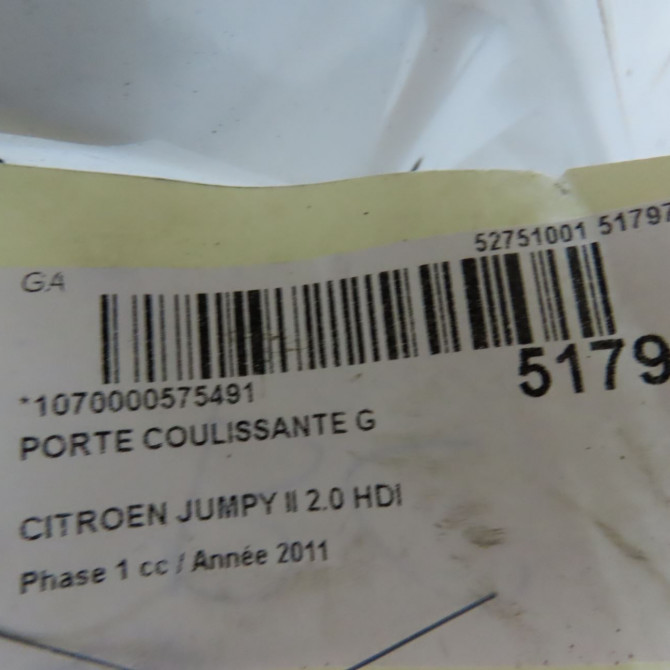 52751001 51797
GA
5179
*1070000575491
PORTE COULISSANTE G
CITROEN JUMPY II 2.0 HDI
Phase 1 cc / Année 2011